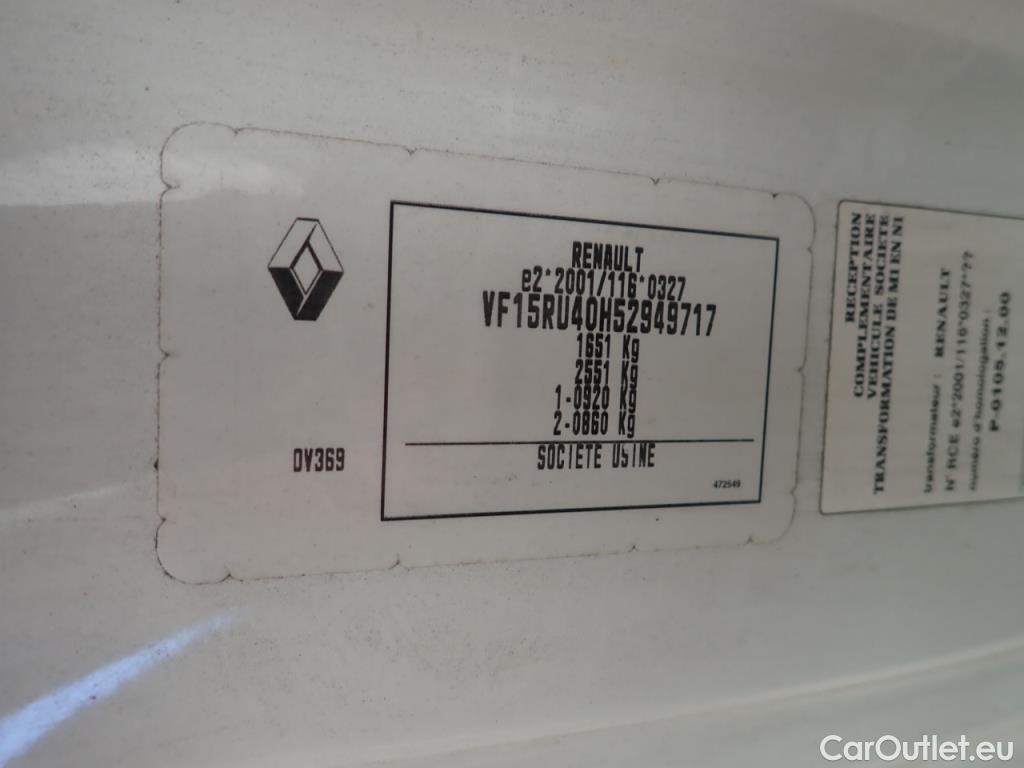 RENAULT
e2*2001/116*0327
VF15RU40H52949717
1651 Kg
2551 Kg
1-0920 Kg
2-0860 Kg
SOCIETE USINE
472549
DV369
RECEPTION
COMPLEMENTAIRE
VEHICULE SOCIETE
TRANSFORMATION DE M1 EN N1
transformateur : RENAULT
N° RCE e2*2001/116*0327*??
numéro d'homologation :
P-0105.12.00
CarOutlet.eu